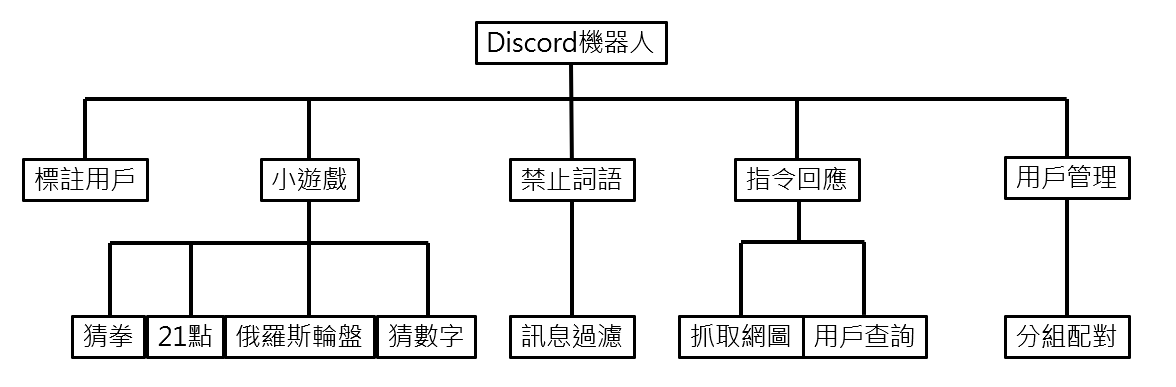 Discord機器人
標註用戶
小遊戲
禁止詞語
指令回應
用戶管理
猜拳
21點
俄羅斯輪盤
猜數字
訊息過濾
抓取網圖
用戶查詢
分組配對